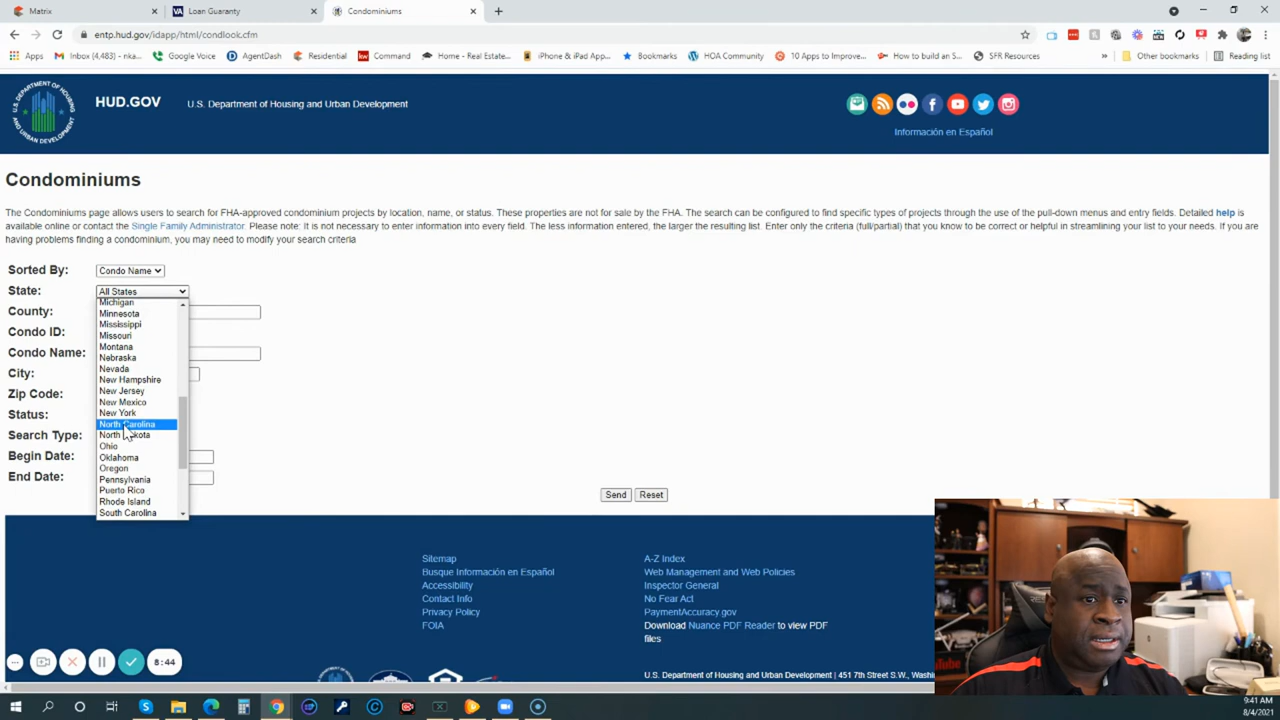 Matrix
Loan Guaranty
Condominiums
entp.hud.gov/idapp/html/condlook.cfm
Apps
Gmail (4,483) - nka...
Google Voice
AgentDash
Residential
Command
Home - Real Estate...
iPhone & iPad App...
Bookmarks
HOA Community
10 Apps to Improve...
How to build an S...
SFR Resources
Other bookmarks
Reading list
U.S. DEPARTMENT OF HOUSING AND URBAN DEVELOPMENT
HUD.GOV
U.S. Department of Housing and Urban Development
Información en Español
Condominiums
The Condominiums page allows users to search for FHA-approved condominium projects by location, name, or status. These properties are not for sale by the FHA. The search can be configured to find specific types of projects through the use of the pull-down menus and entry fields. Detailed help is
available online or contact the Single Family Administrator. Please note: It is not necessary to enter information into every field. The less information entered, the larger the resulting list. Enter only the criteria (full/partial) that you know to be correct or helpful in streamlining your list to your needs. If you are
having problems finding a condominium, you may need to modify your search criteria
Sorted By:
Condo Name
State:
All States
County:
Condo ID:
Condo Name:
City:
Zip Code:
Status:
Search Type:
Begin Date:
End Date:
Michigan
Minnesota
Mississippi
Missouri
Montana
Nebraska
Nevada
New Hampshire
New Jersey
New Mexico
New York
North Carolina
North Dakota
Ohio
Oklahoma
Oregon
Pennsylvania
Puerto Rico
Rhode Island
South Carolina
Send
Reset
Sitemap
Busque Información en Español
Accessibility
Contact Info
Privacy Policy
FOIA
A-Z Index
Web Management and Web Policies
Inspector General
No Fear Act
PaymentAccuracy.gov
Download Nuance PDF Reader to view PDF
files
U.S. Department of Housing and Urban Development | 451 7th Street S.W.,
8:44
9:41 AM
8/4/2021